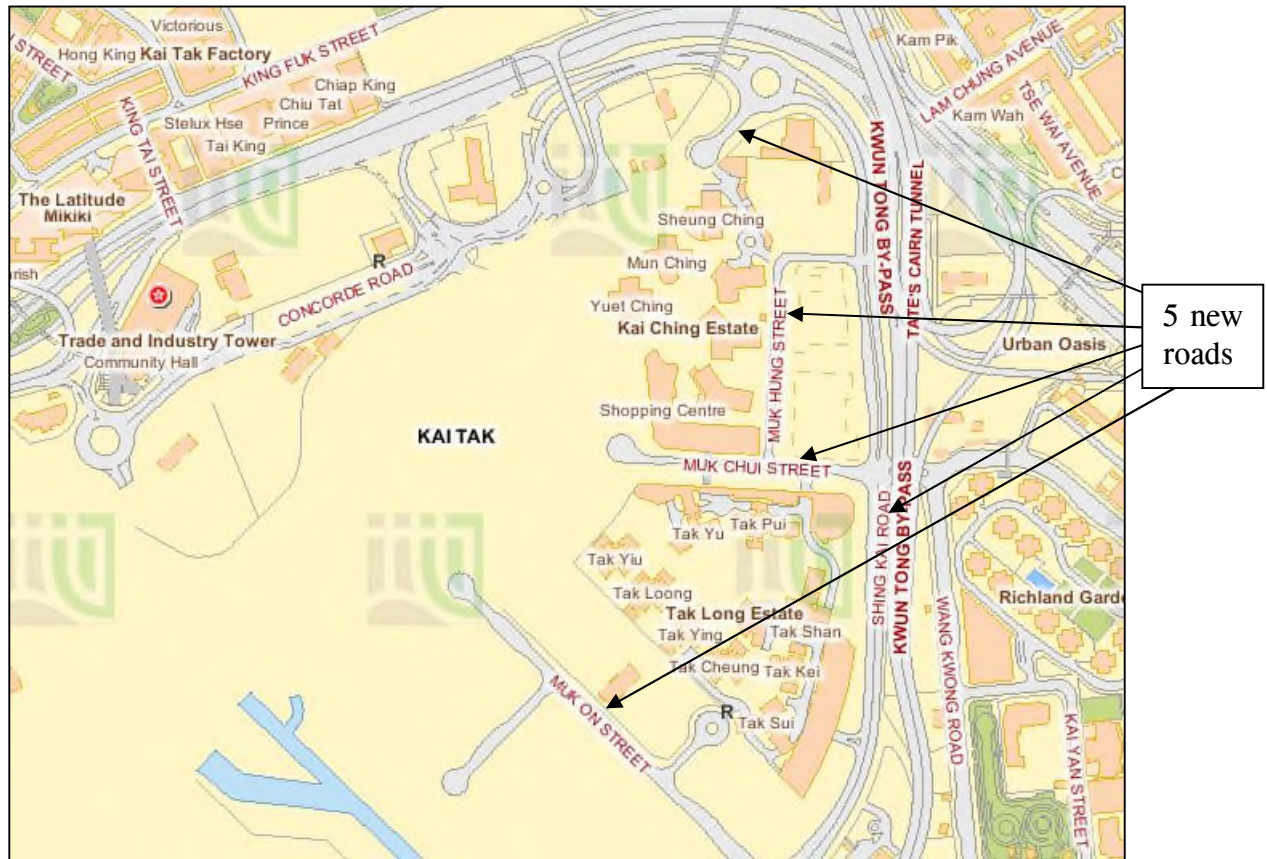 Victorious
Hong King
Kai Tak Factory
KING FUK STREET
STREET
KING TAI STREET
Chiap King
Chiu Tat
Stelux Hse
Prince
Tai King
Kam Pik
LAM CHUNG AVENUE
Kam Wah
TSE WAI AVENUE
KWUN TONG BY-PASS
TATE'S CAIRN TUNNEL
The Latitude
Mikiki
R
CONCORDE ROAD
Trade and Industry Tower
Community Hall
Sheung Ching
Mun Ching
Yuet Ching
Kai Ching Estate
MUK HUNG STREET
Urban Oasis
5 new
roads
Shopping Centre
KAI TAK
MUK CHUI STREET
SHING KAI ROAD
KWUN TONG BY-PASS
Tak Pui
Tak Yu
Tak Yiu
Tak Loong
Tak Long Estate
Tak Ying
Tak Shan
Tak Cheung
Tak Kei
R
Tak Sui
MUK ON STREET
WANG KWONG ROAD
Richland Garde
KAI YAN STREET